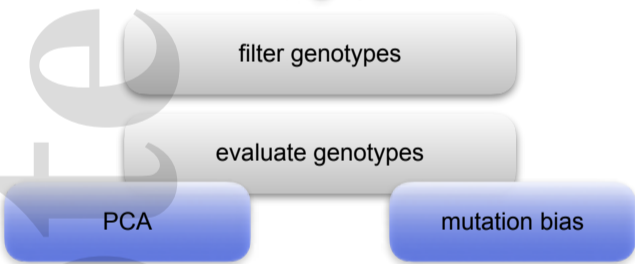 filter genotypes
evaluate genotypes
PCA
mutation bias